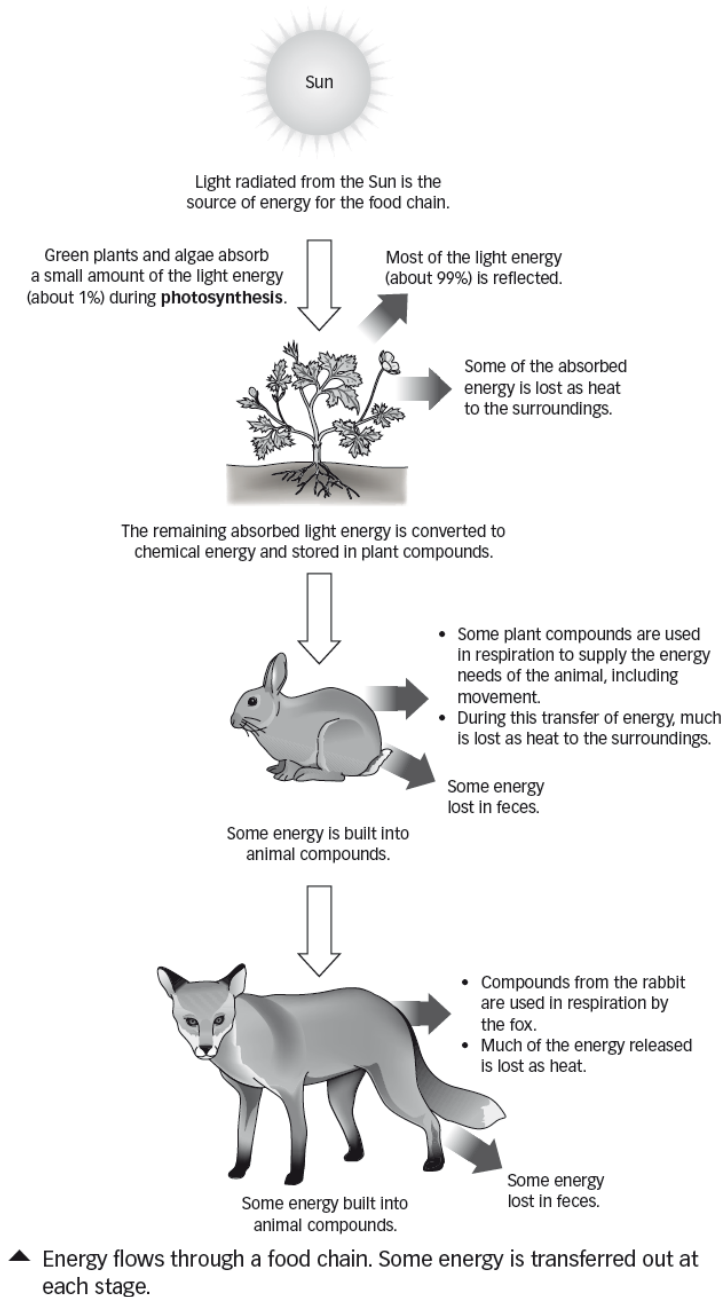 Sun
Light radiated from the Sun is the
source of energy for the food chain.
Green plants and algae absorb
a small amount of the light energy
(about 1%) during photosynthesis.
Most of the light energy
(about 99%) is reflected.
Some of the absorbed
energy is lost as heat
to the surroundings.
The remaining absorbed light energy is converted to
chemical energy and stored in plant compounds.
• Some plant compounds are used
in respiration to supply the energy
needs of the animal, including
movement.
• During this transfer of energy, much
is lost as heat to the surroundings.
Some energy
lost in feces.
Some energy is built into
animal compounds.
• Compounds from the rabbit
are used in respiration by
the fox.
• Much of the energy released
is lost as heat.
Some energy
lost in feces.
Some energy built into
animal compounds.
▲ Energy flows through a food chain. Some energy is transferred out at
each stage.